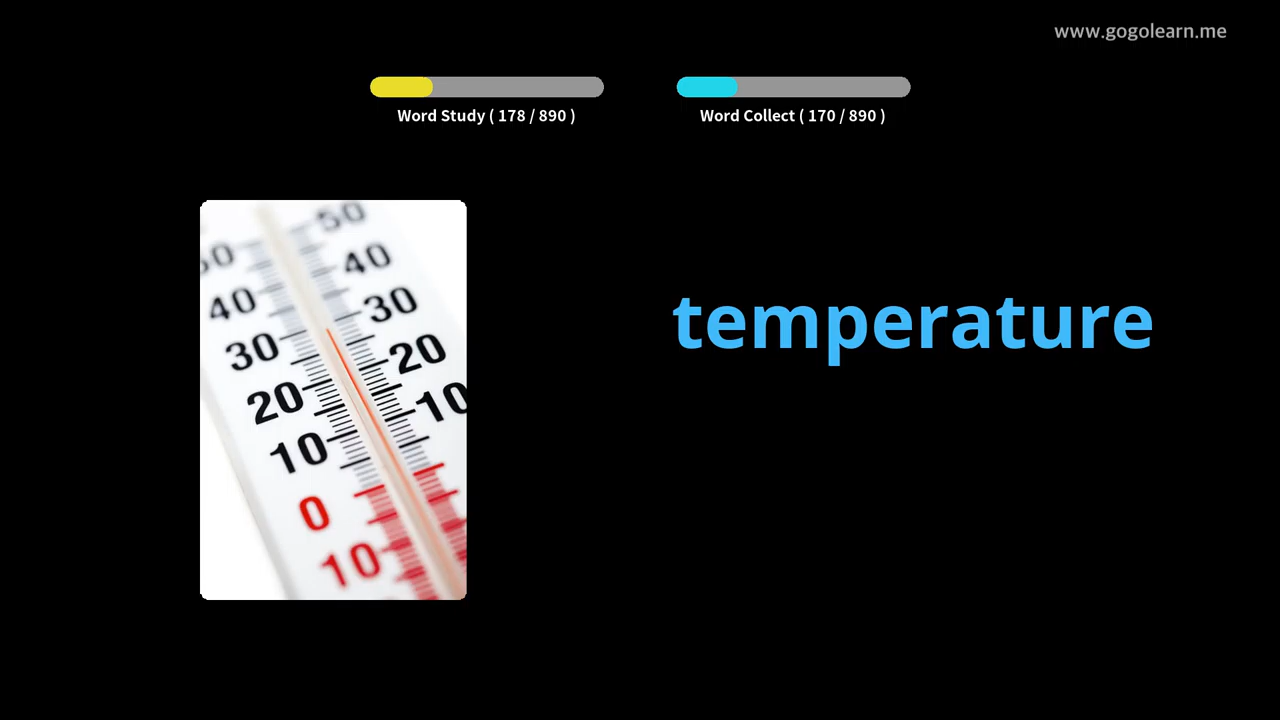 www.gogolearn.me
Word Study ( 178 / 890 )
Word Collect ( 170 / 890 )
temperature
50
40 40
30 30
20 20
10 10
0
10